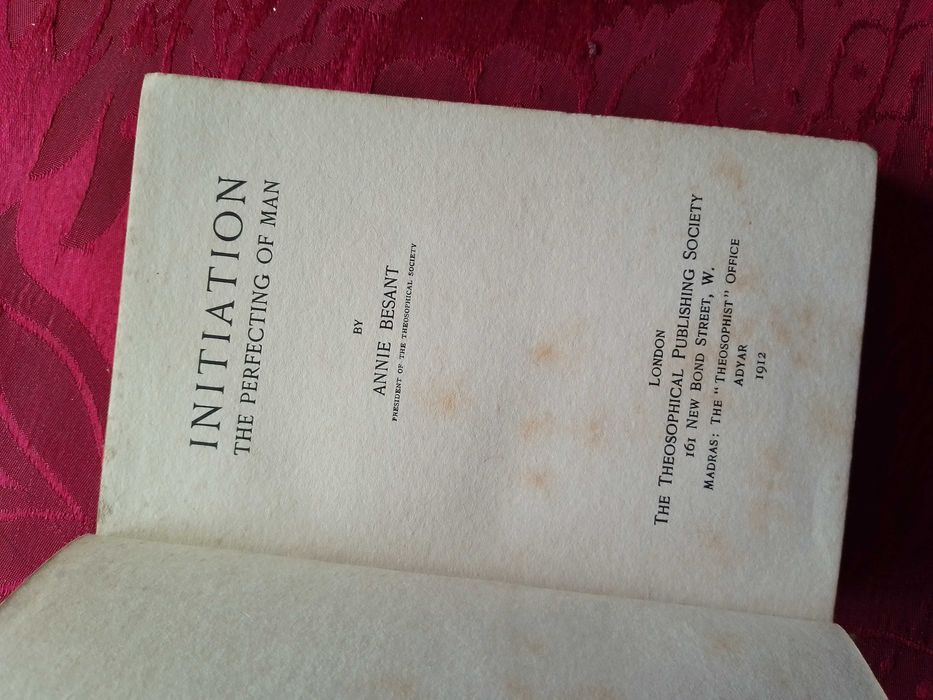 INITIATION
THE PERFECTING OF MAN
BY
ANNIE BESANT
PRESIDENT OF THE THEOSOPHICAL SOCIETY
LONDON
THE THEOSOPHICAL PUBLISHING SOCIETY
161 NEW BOND STREET, W.
MADRAS: THE "THEOSOPHIST" OFFICE
ADYAR
1912